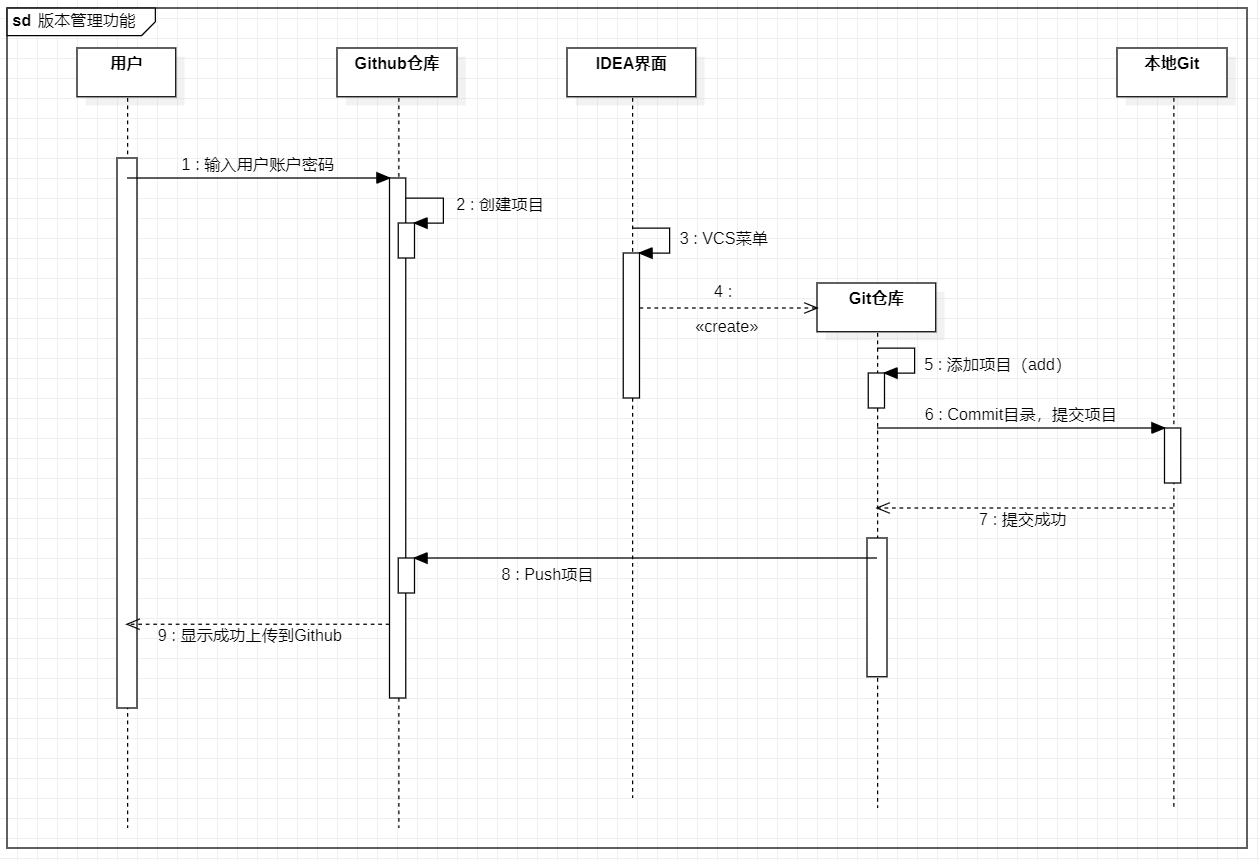 sd 版本管理功能
用户
Github仓库
IDEA界面
本地Git
1 : 输入用户账户密码
2 : 创建项目
3 : VCS菜单
4 :
«create»
Git仓库
5 : 添加项目（add）
6 : Commit目录，提交项目
7 : 提交成功
8 : Push项目
9 : 显示成功上传到Github